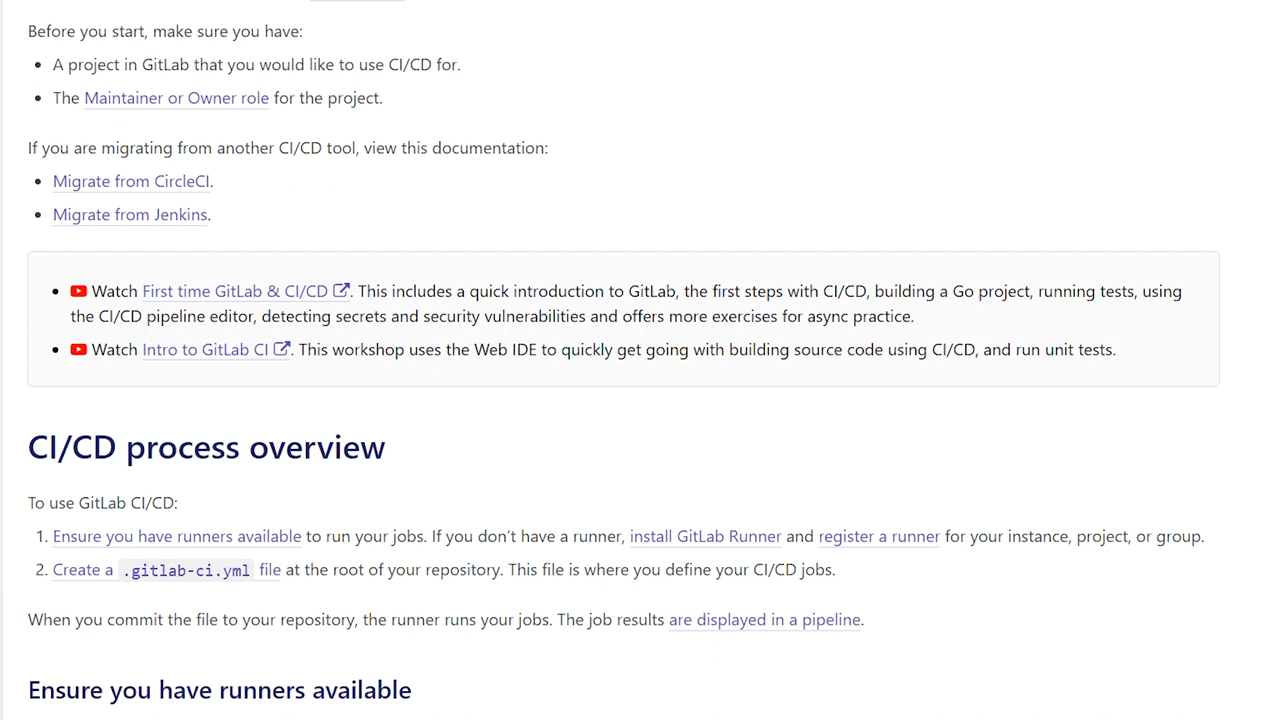 Before you start, make sure you have:
• A project in GitLab that you would like to use CI/CD for.
• The Maintainer or Owner role for the project.
If you are migrating from another CI/CD tool, view this documentation:
• Migrate from CircleCI.
• Migrate from Jenkins.
• Watch First time GitLab & CI/CD. This includes a quick introduction to GitLab, the first steps with CI/CD, building a Go project, running tests, using
the CI/CD pipeline editor, detecting secrets and security vulnerabilities and offers more exercises for async practice.
• Watch Intro to GitLab CI. This workshop uses the Web IDE to quickly get going with building source code using CI/CD, and run unit tests.
CI/CD process overview
To use GitLab CI/CD:
1. Ensure you have runners available to run your jobs. If you don’t have a runner, install GitLab Runner and register a runner for your instance, project, or group.
2. Create a .gitlab-ci.yml file at the root of your repository. This file is where you define your CI/CD jobs.
When you commit the file to your repository, the runner runs your jobs. The job results are displayed in a pipeline.
Ensure you have runners available